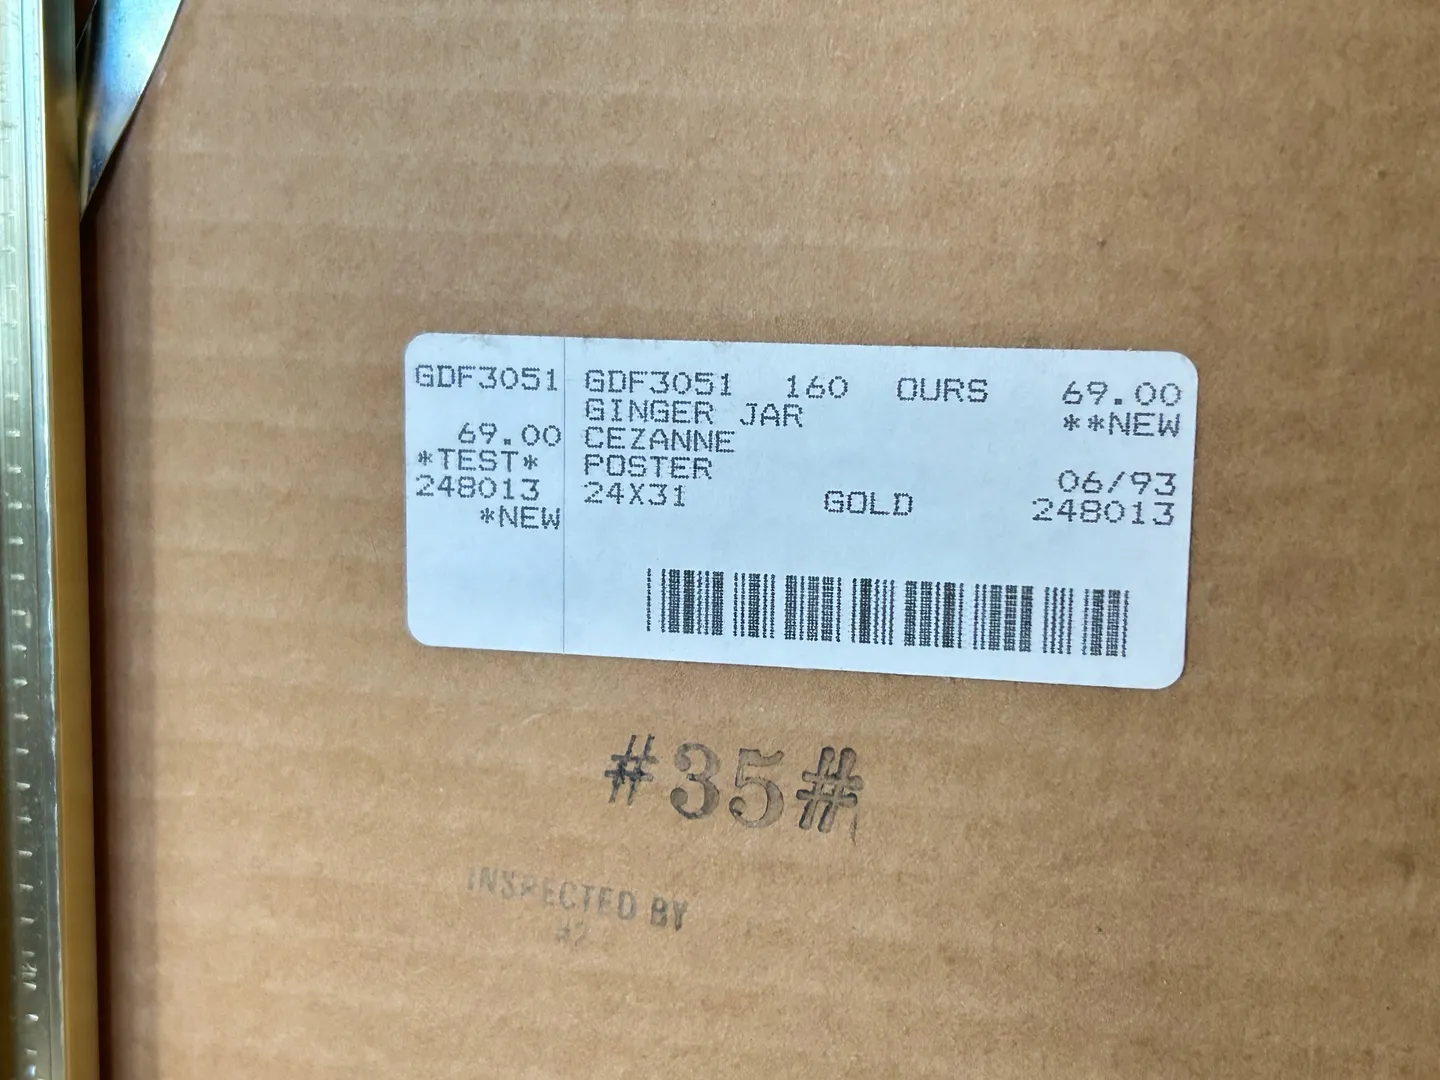 GDF3051
69.00
*TEST*
248013
*NEW
GDF3051 160 OURS 69.00
GINGER JAR **NEW
CEZANNE
POSTER 06/93
24X31 GOLD 248013
#35#
INSPECTED BY